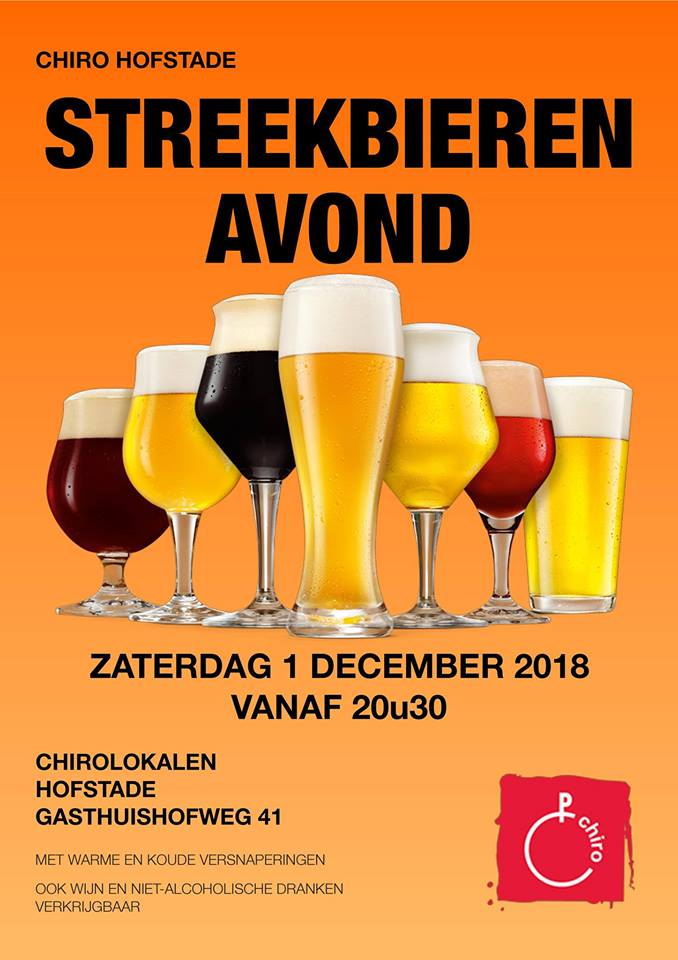 CHIRO HOFSTADE
STREEKBIEREN
AVOND
ZATERDAG 1 DECEMBER 2018
VANAF 20u30
CHIROLOKALEN
HOFSTADE
GASTHUISHOFWEG 41
MET WARME EN KOUDE VERSNAPERINGEN
OOK WIJN EN NIET-ALCOHOLISCHE DRANKEN
VERKRIJGBAAR
chiro